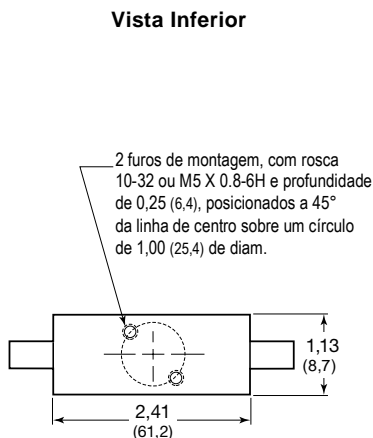 Vista Inferior
2 furos de montagem, com rosca
10-32 ou M5 X 0.8-6H e profundidade
de 0,25 (6,4), posicionados a 45°
da linha de centro sobre um círculo
de 1,00 (25,4) de diam.
1,13
(8,7)
2,41
(61,2)